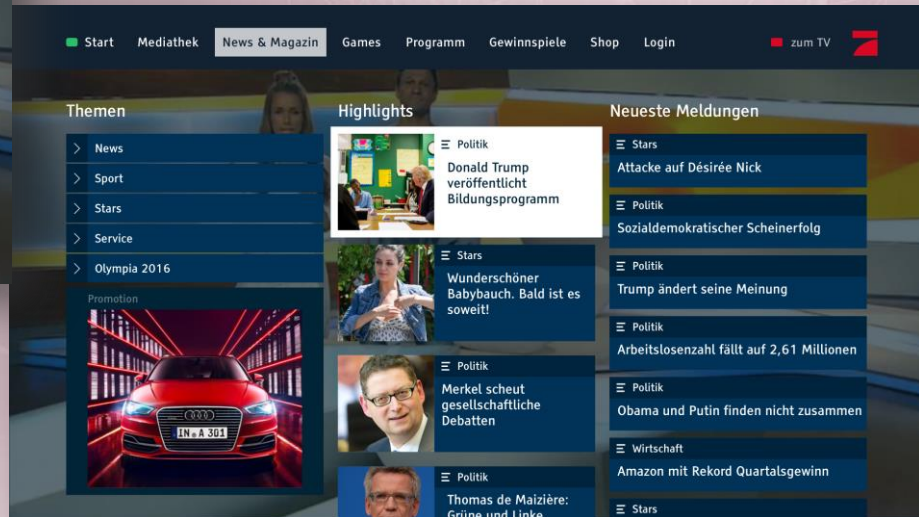 Start Mediathek News & Magazin Games Programm Gewinnspiele Shop Login zum TV
Themen
News
Sport
Stars
Service
Olympia 2016
Promotion
IN A 301
Highlights
Politik
Donald Trump
veröffentlicht
Bildungsprogramm
Stars
Wunderschöner
Babybauch. Bald ist es
soweit!
Politik
Merkel scheut
gesellschaftliche
Debatten
Politik
Thomas de Maizière:
Grüne und Linke
Neueste Meldungen
Stars
Attacke auf Désirée Nick
Politik
Sozialdemokratischer Scheinerfolg
Politik
Trump ändert seine Meinung
Politik
Arbeitslosenzahl fällt auf 2,61 Millionen
Politik
Obama und Putin finden nicht zusammen
Wirtschaft
Amazon mit Rekord Quartalsgewinn
Stars